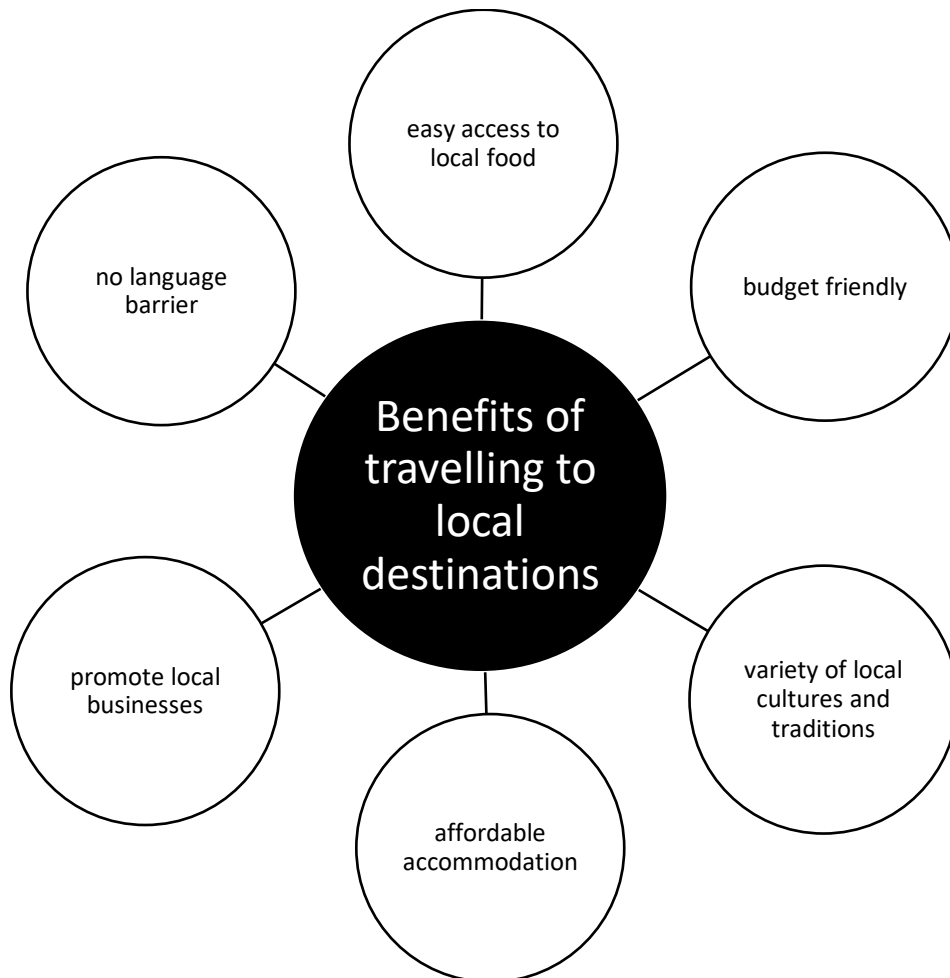 easy access to
local food
no language
barrier
budget friendly
Benefits of
travelling to
local
destinations
promote local
businesses
variety of local
cultures and
traditions
affordable
accommodation